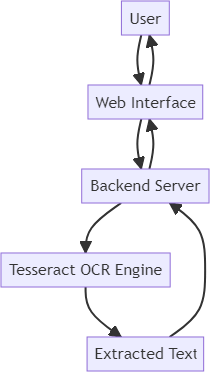 User
Web Interface
Backend Server
Tesseract OCR Engine
Extracted Text